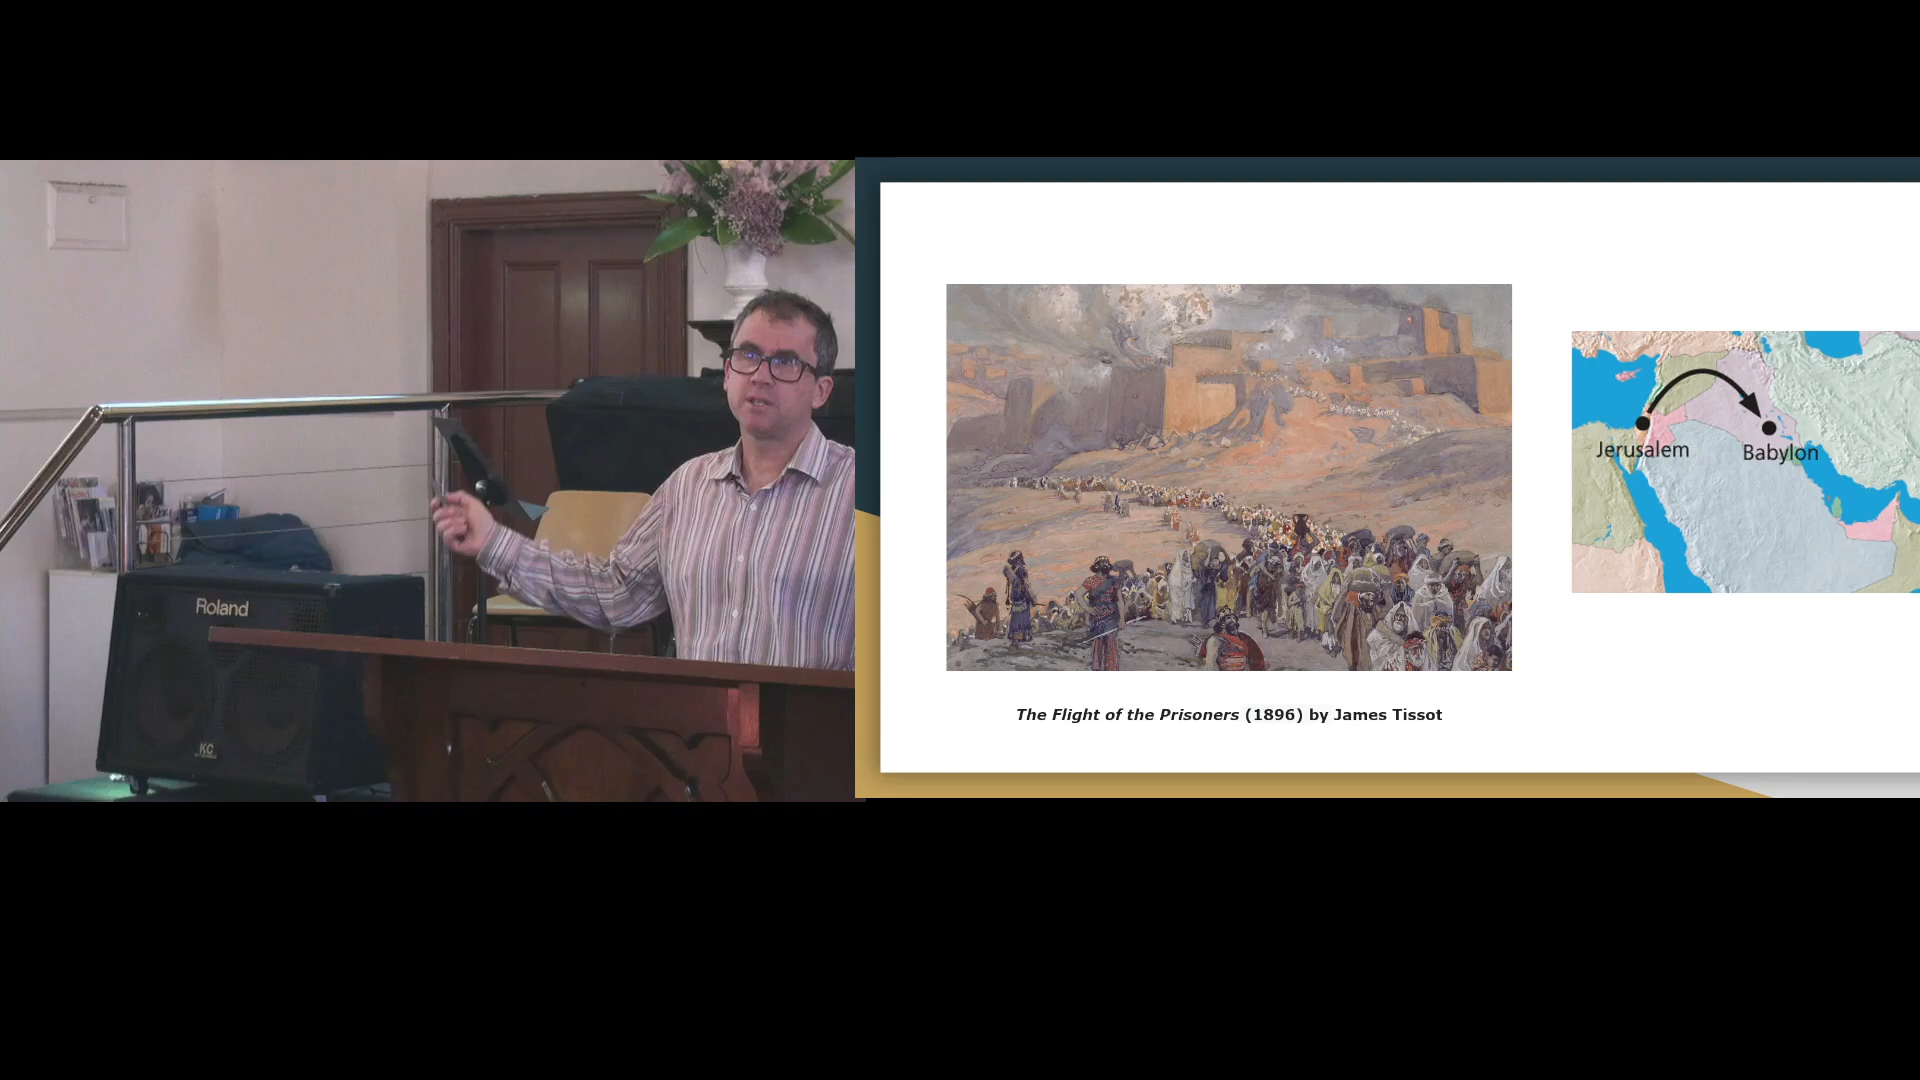 Roland
KC
The Flight of the Prisoners (1896) by James Tissot
Jerusalem
Babylon